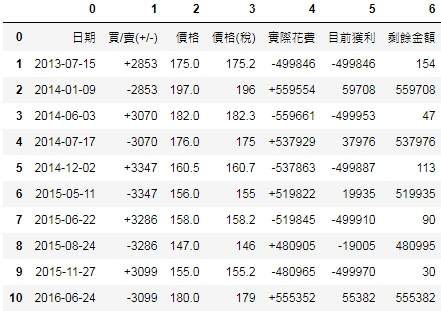 0 1 2 3 4 5 6
0 日期 買/賣(+/-) 價格 價格(稅) 實際花費 目前獲利 剩餘金額
1 2013-07-15 +2853 175.0 175.2 -499846 -499846 154
2 2014-01-09 -2853 197.0 196 +559554 59708 559708
3 2014-06-03 +3070 182.0 182.3 -559661 -499953 47
4 2014-07-17 -3070 176.0 175 +537929 37976 537976
5 2014-12-02 +3347 160.5 160.7 -537863 -499887 113
6 2015-05-11 -3347 156.0 155 +519822 19935 519935
7 2015-06-22 +3286 158.0 158.2 -519845 -499910 90
8 2015-08-24 -3286 147.0 146 +480905 -19005 480995
9 2015-11-27 +3099 155.0 155.2 -480965 -499970 30
10 2016-06-24 -3099 180.0 179 +555352 55382 555382